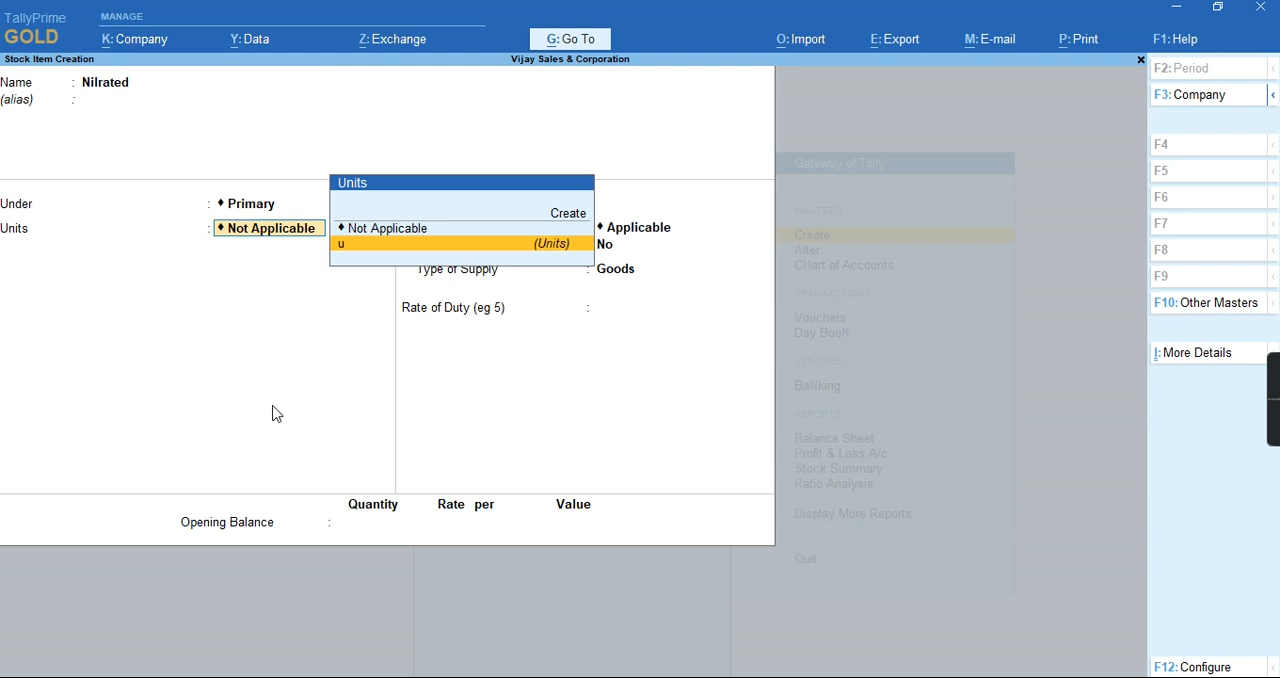 TallyPrime
GOLD
MANAGE
K: Company
Y: Data
Z: Exchange
G: Go To
O: Import
E: Export
M: E-mail
P: Print
F1: Help
Stock Item Creation
Vijay Sales & Corporation
Name : Nilrated
(alias) :
Under : ♦ Primary
Units : ♦ Not Applicable
Units
Create
♦ Not Applicable
u (Units)
♦ Applicable
No
Type of Supply : Goods
Rate of Duty (eg 5) :
Quantity Rate per Value
Opening Balance :
Gateway of Tally
MASTERS
Create
Alter
CHart of Accounts
TRANSACTIONS
Vouchers
Day BooK
UTILITIES
BaNking
REPORTS
Balance Sheet
Profit & Loss A/c
Stock Summary
Ratio Analysis
Display More Reports
Quit
F2: Period
F3: Company
F4
F5
F6
F7
F8
F9
F10: Other Masters
I: More Details
F12: Configure